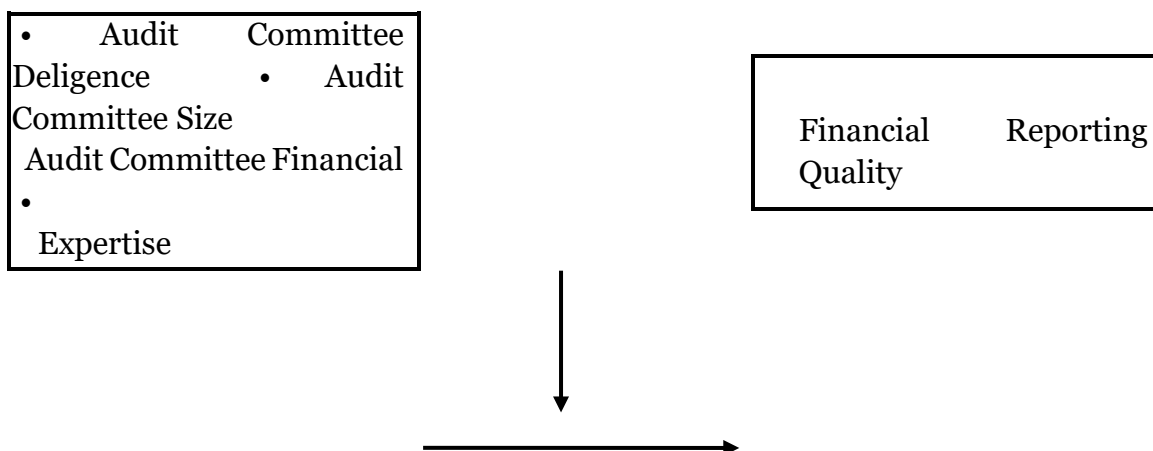 • Audit Committee
Deligence • Audit
Committee Size
Audit Committee Financial
•
Expertise
Financial Reporting
Quality